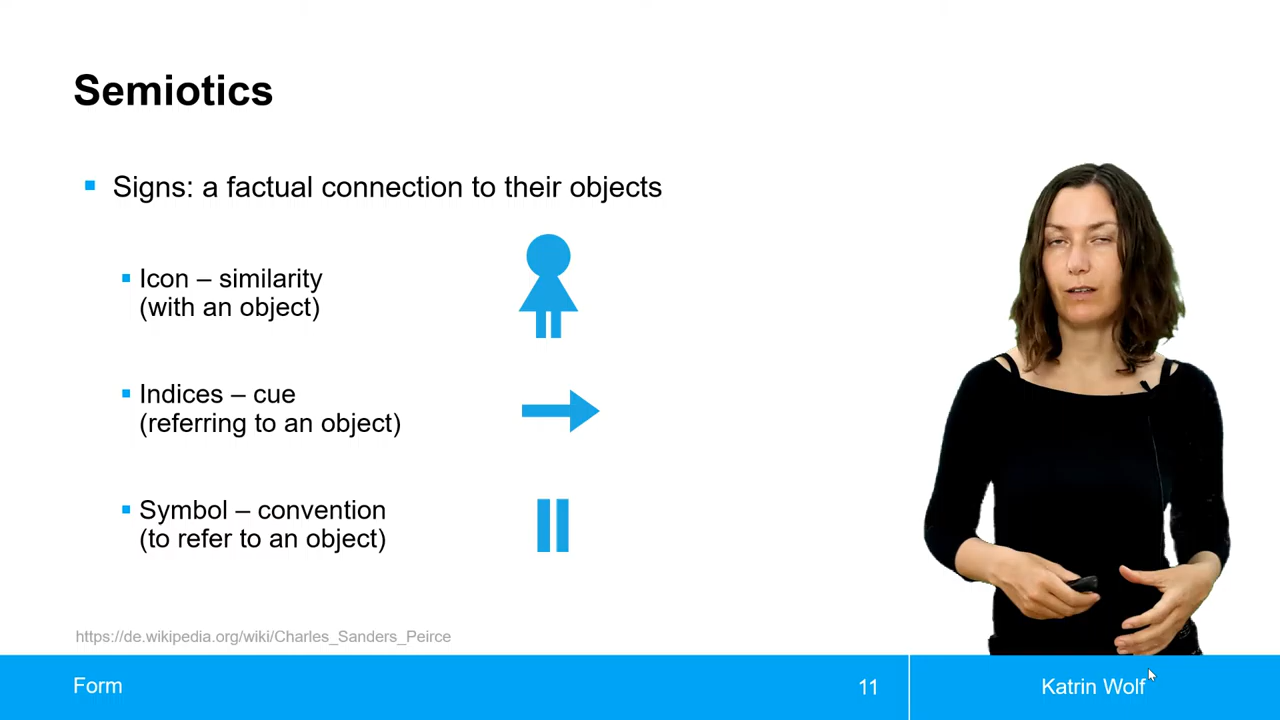 Semiotics
Signs: a factual connection to their objects
Icon – similarity
(with an object)
Indices – cue
(referring to an object)
Symbol – convention
(to refer to an object)
https://de.wikipedia.org/wiki/Charles_Sanders_Peirce
Form
11
Katrin Wolf